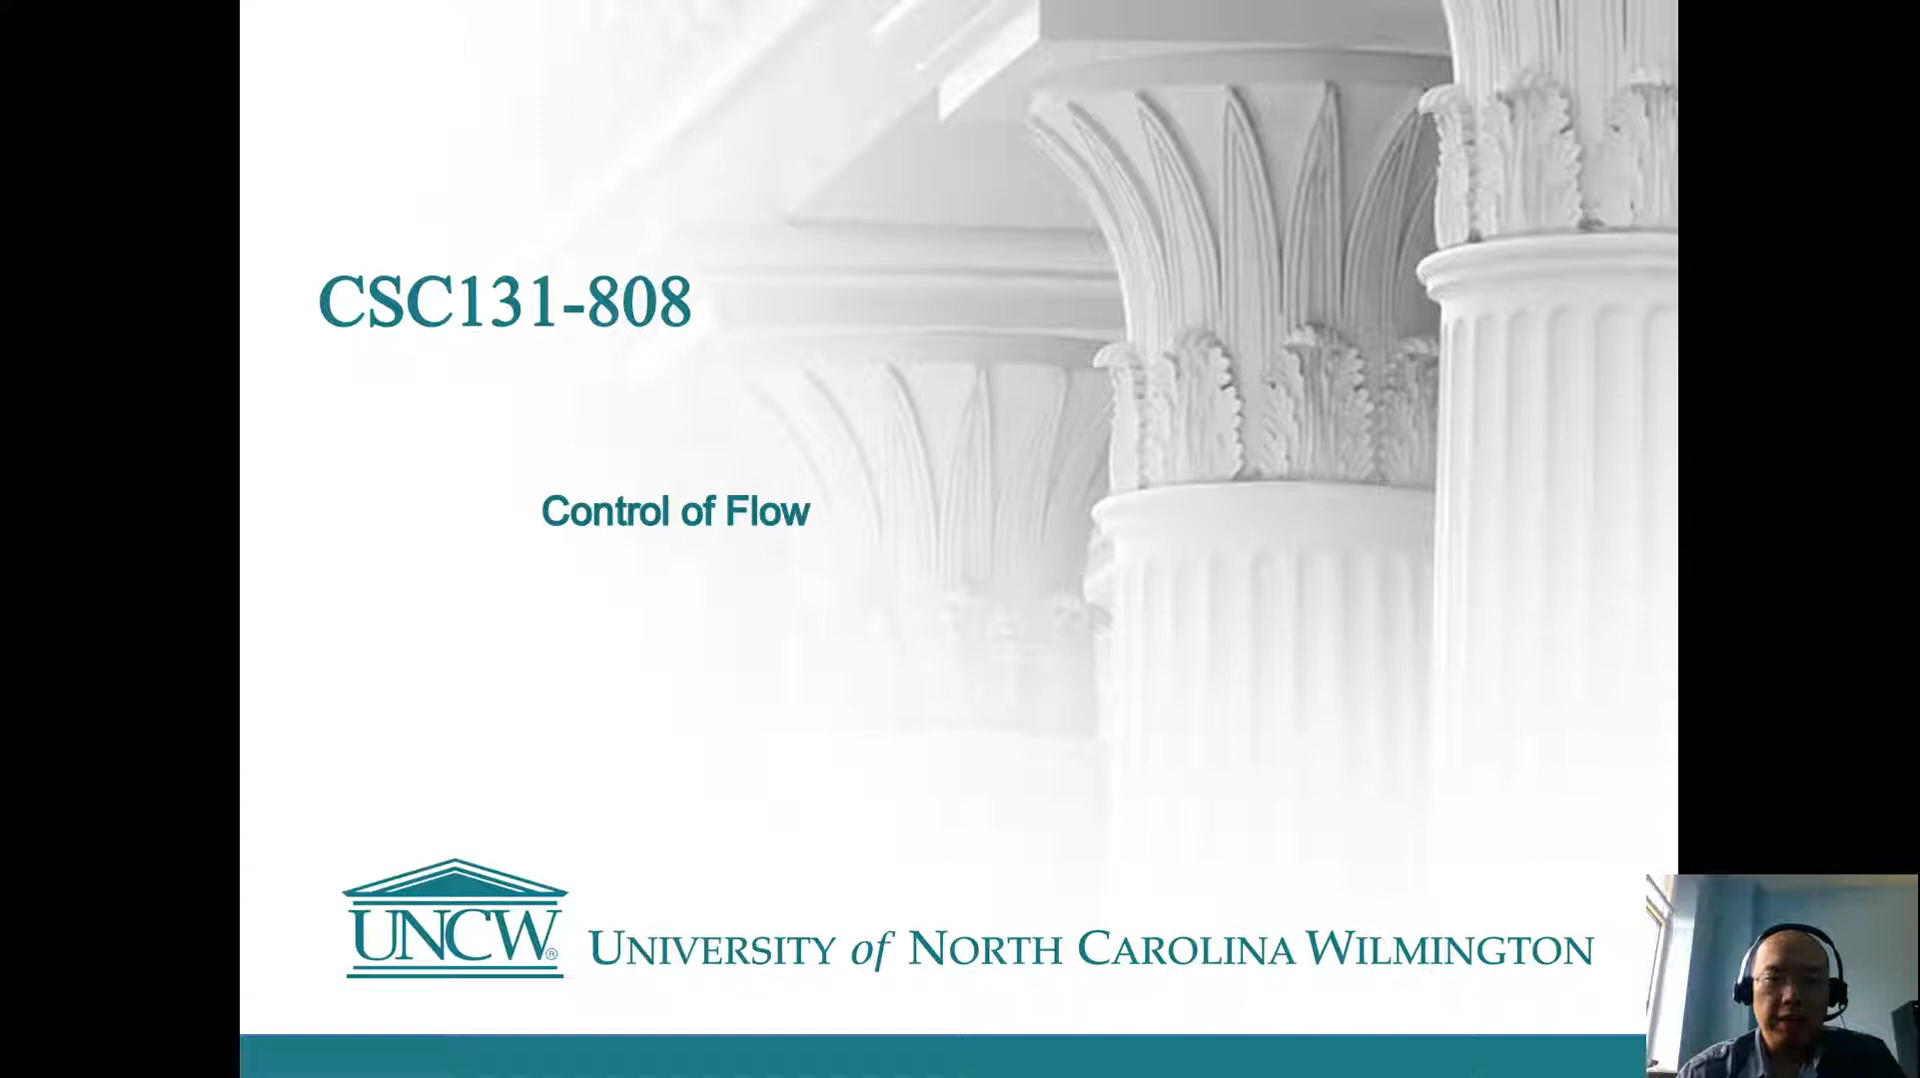 CSC131-808
Control of Flow
UNCW®
UNIVERSITY of NORTH CAROLINA WILMINGTON